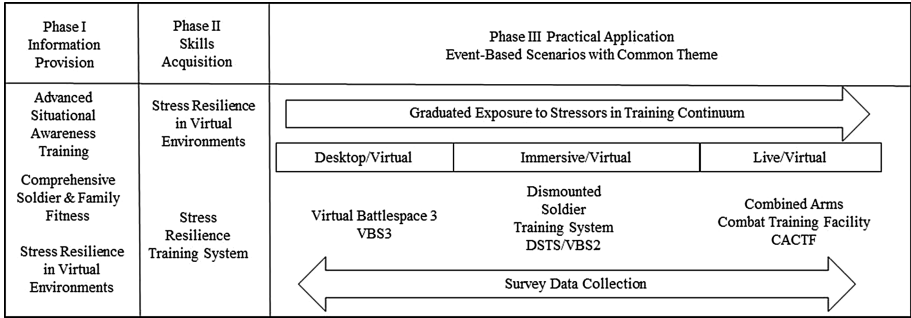 Phase I
Information
Provision
Phase II
Skills
Acquisition
Phase III Practical Application
Event-Based Scenarios with Common Theme
Advanced
Situational
Awareness
Training
Comprehensive
Soldier & Family
Fitness
Stress Resilience
in Virtual
Environments
Stress Resilience
in Virtual
Environments
Stress
Resilience
Training System
Graduated Exposure to Stressors in Training Continuum
Desktop/Virtual
Immersive/Virtual
Live/Virtual
Virtual Battlespace 3
VBS3
Dismounted
Soldier
Training System
DSTS/VBS2
Combined Arms
Combat Training Facility
CACTF
Survey Data Collection